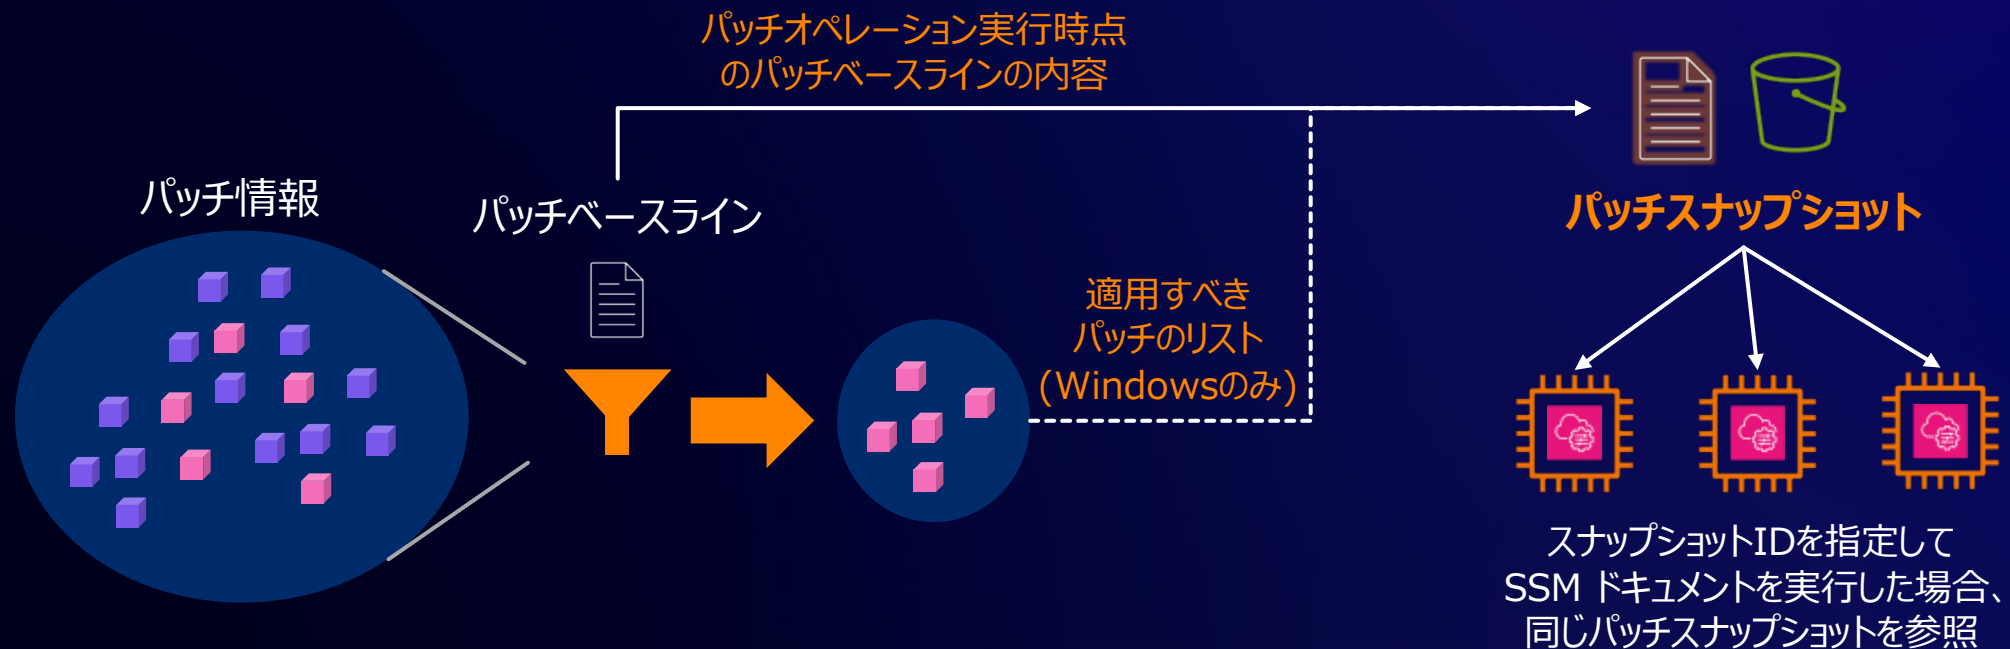 パッチオペレーション実行時点
のパッチベースラインの内容
パッチ情報
パッチベースライン
パッチスナップショット
適用すべき
パッチのリスト
(Windowsのみ)
スナップショットIDを指定して
SSM ドキュメントを実行した場合、
同じパッチスナップショットを参照